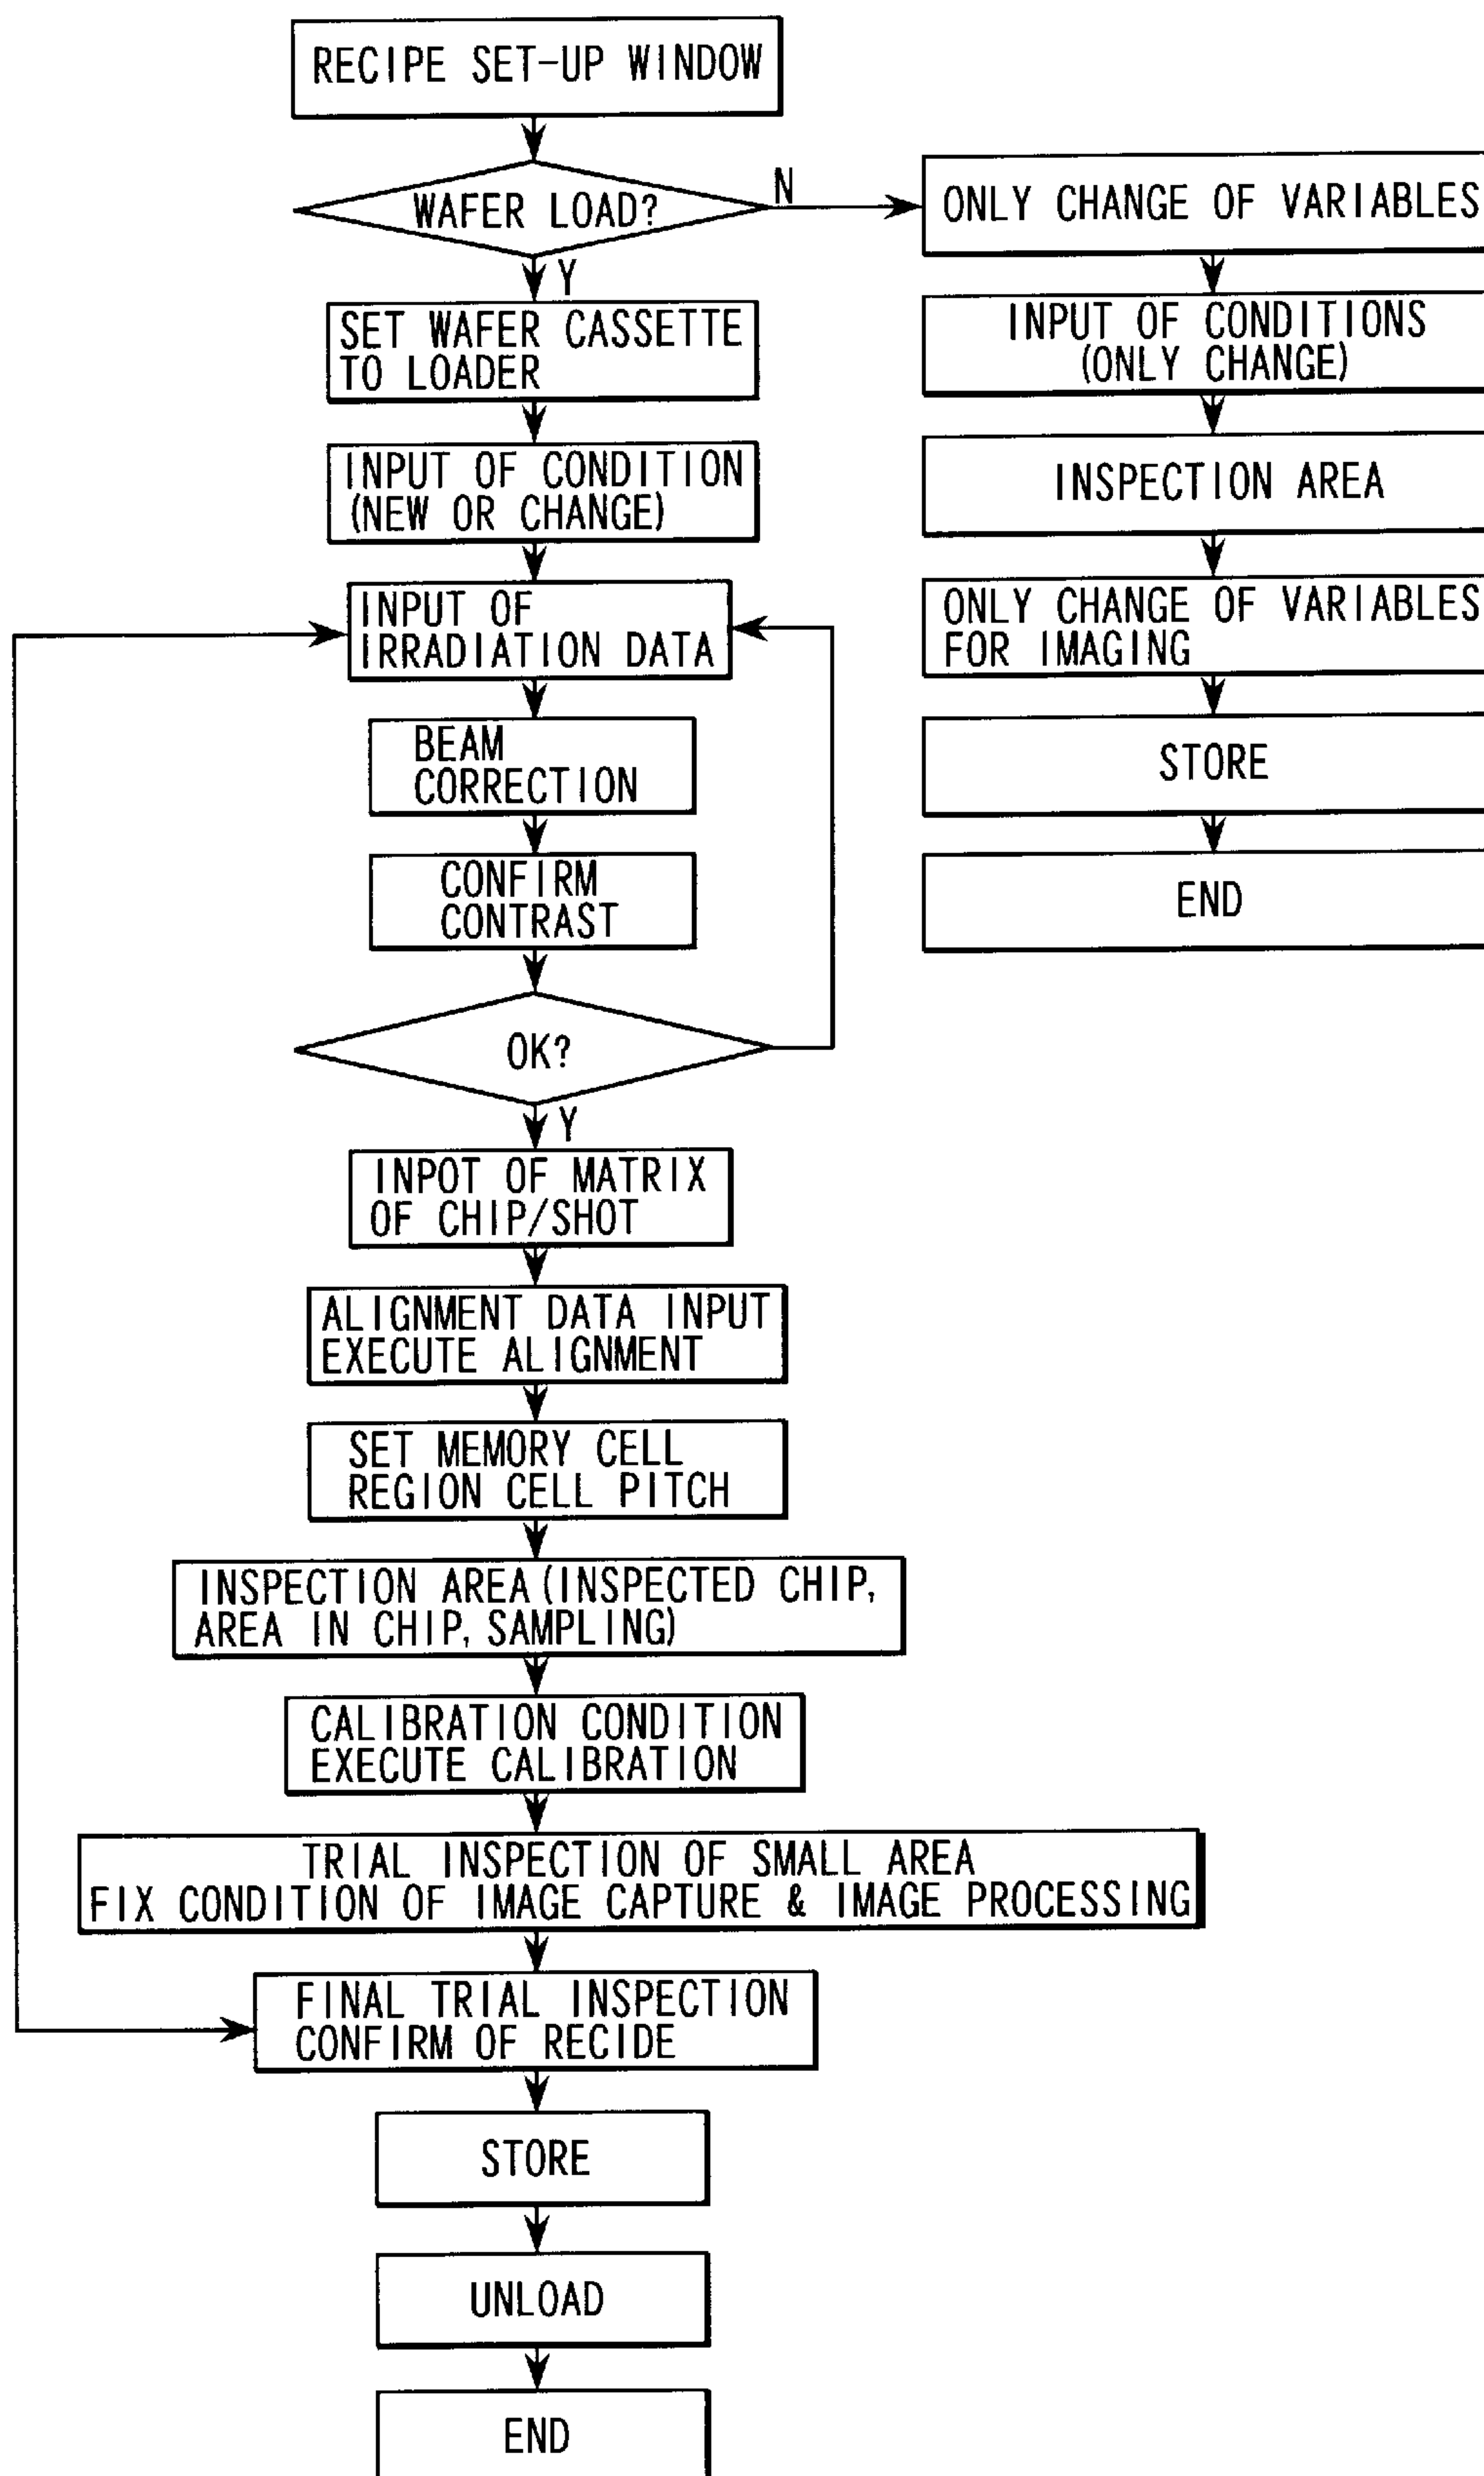 RECIPE SET-UP WINDOW
WAFER LOAD?
N
Y
SET WAFER CASSETTE
TO LOADER
INPUT OF CONDITION
(NEW OR CHANGE)
INPUT OF
IRRADIATION DATA
BEAM
CORRECTION
CONFIRM
CONTRAST
OK?
Y
INPOT OF MATRIX
OF CHIP/SHOT
ALIGNMENT DATA INPUT
EXECUTE ALIGNMENT
SET MEMORY CELL
REGION CELL PITCH
INSPECTION AREA (INSPECTED CHIP,
AREA IN CHIP, SAMPLING)
CALIBRATION CONDITION
EXECUTE CALIBRATION
TRIAL INSPECTION OF SMALL AREA
FIX CONDITION OF IMAGE CAPTURE & IMAGE PROCESSING
FINAL TRIAL INSPECTION
CONFIRM OF RECIDE
STORE
UNLOAD
END
ONLY CHANGE OF VARIABLES
INPUT OF CONDITIONS
(ONLY CHANGE)
INSPECTION AREA
ONLY CHANGE OF VARIABLES
FOR IMAGING
STORE
END